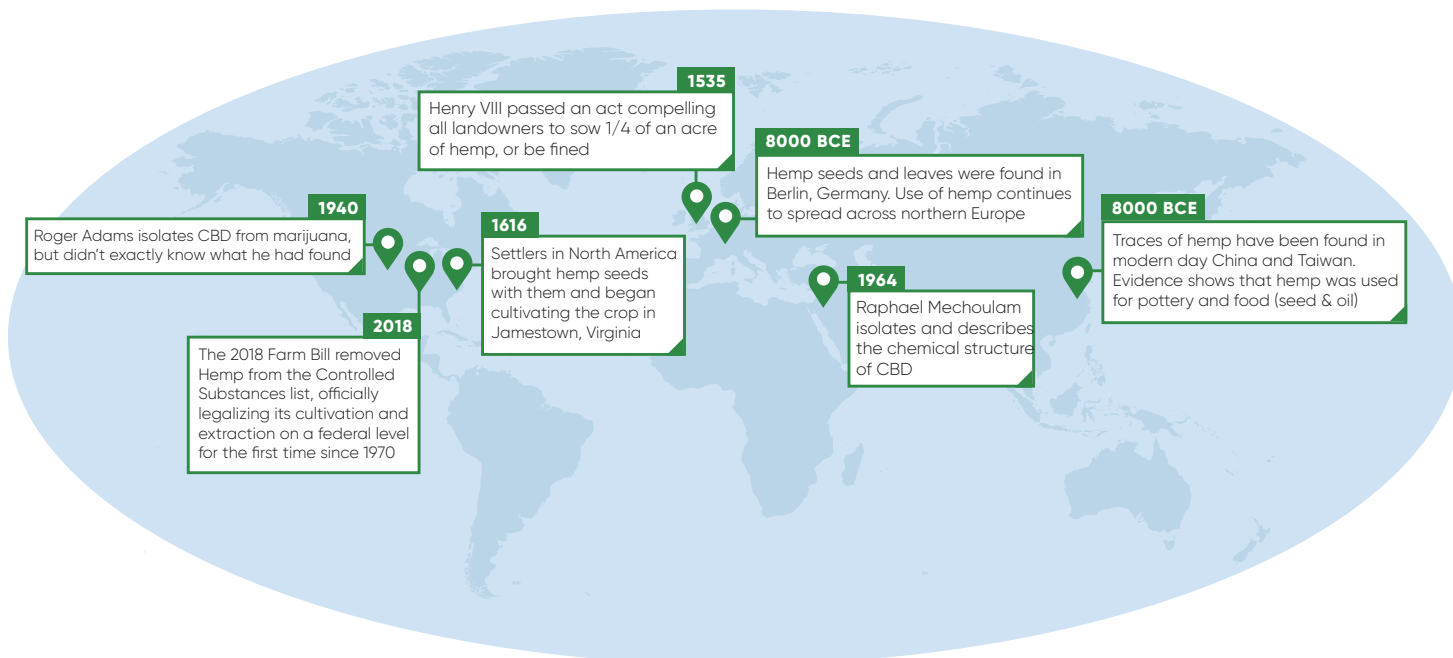 1535
Henry VIII passed an act compelling
all landowners to sow 1/4 of an acre
of hemp, or be fined
8000 BCE
Hemp seeds and leaves were found in
Berlin, Germany. Use of hemp continues
to spread across northern Europe
8000 BCE
Traces of hemp have been found in
modern day China and Taiwan.
Evidence shows that hemp was used
for pottery and food (seed & oil)
1940
Roger Adams isolates CBD from marijuana,
but didn’t exactly know what he had found
1616
Settlers in North America
brought hemp seeds
with them and began
cultivating the crop in
Jamestown, Virginia
1964
Raphael Mechoulam
isolates and describes
the chemical structure
of CBD
2018
The 2018 Farm Bill removed
Hemp from the Controlled
Substances list, officially
legalizing its cultivation and
extraction on a federal level
for the first time since 1970